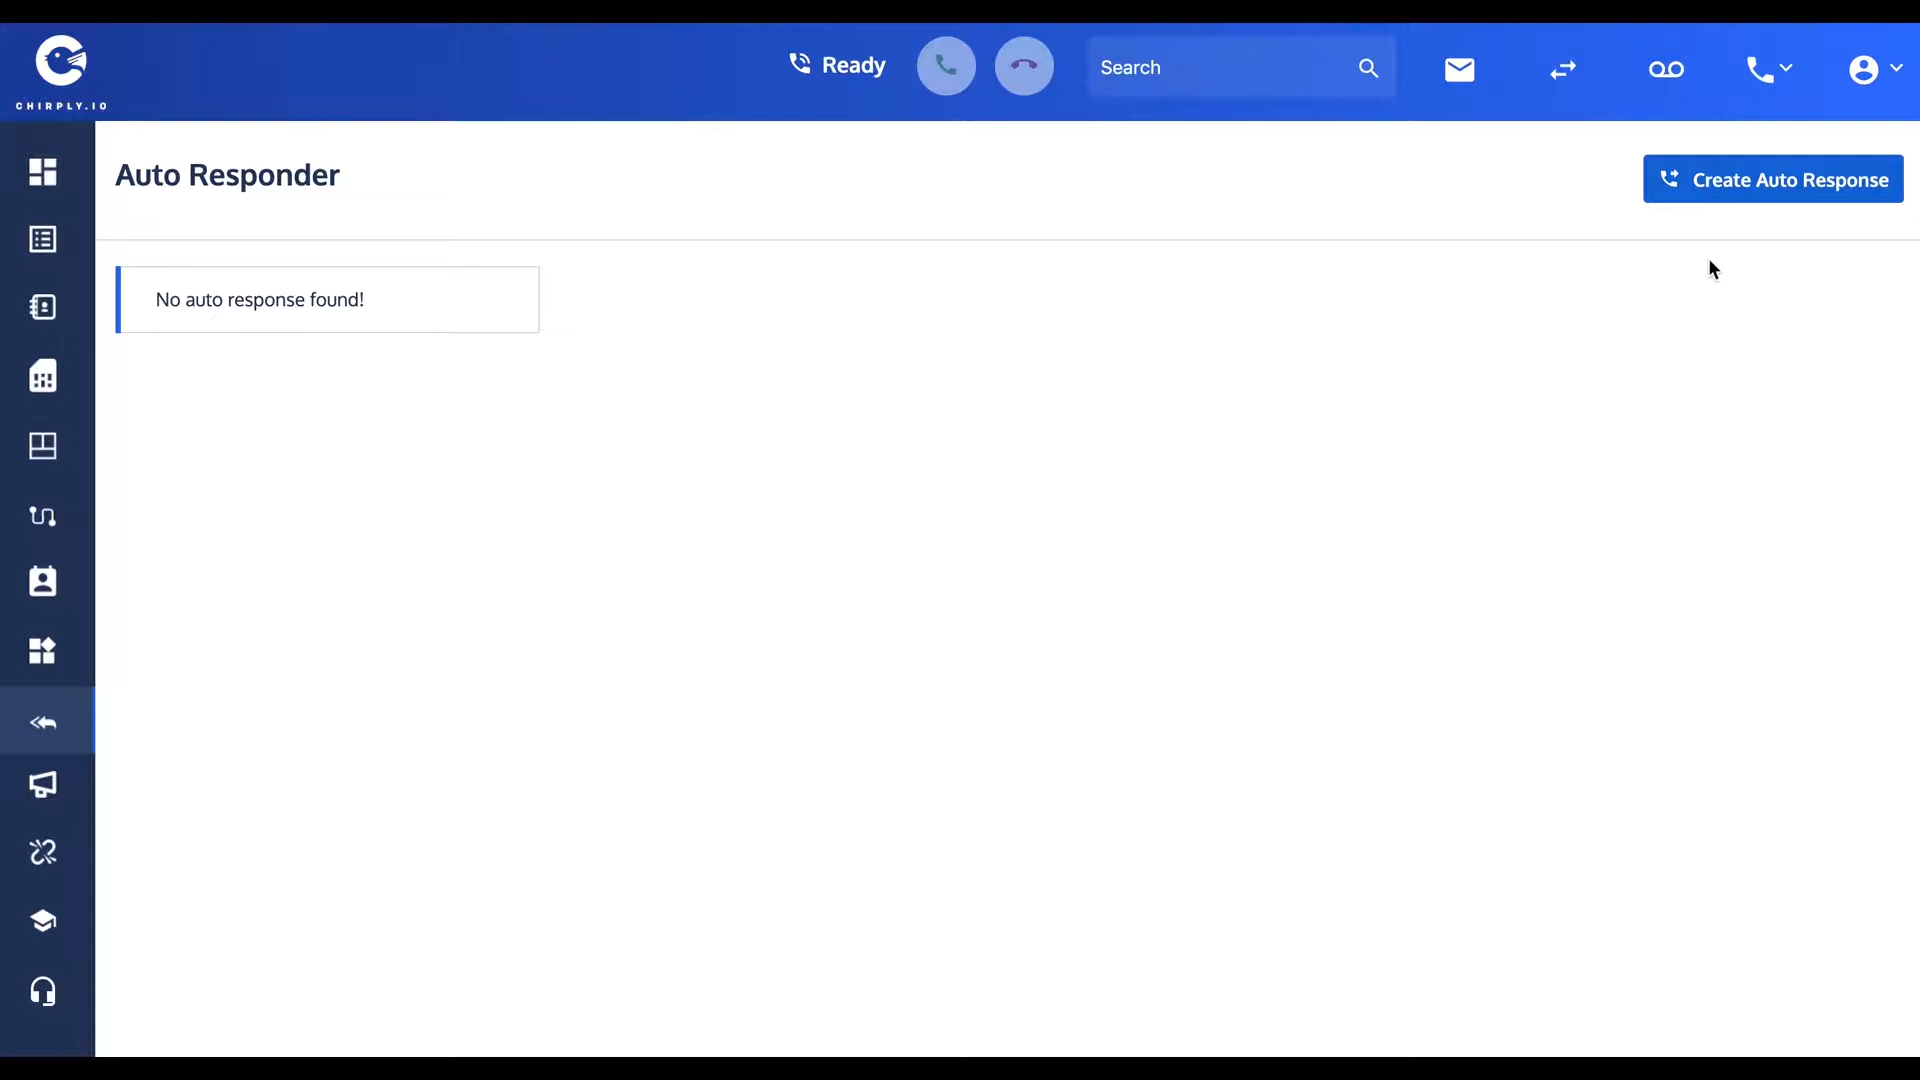 CHIRPLY.IO
Ready
Search
Auto Responder
Create Auto Response
No auto response found!